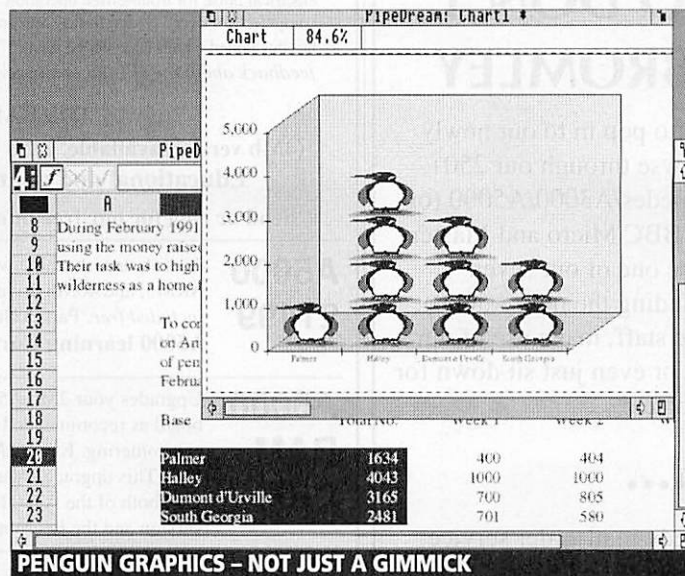 PipeDream: Chart1 *
Chart 84.6%
5,000
4,000
3,000
2,000
1,000
0
Palmer Halley Dumont d'Urville South Georgia
PipeD
A
8 During February 1991
9 using the money raised
10 Their task was to high
11 wilderness as a home f
12
13 To cor
14 on An
15 of pen
16 Febru
17
18 Base Total No. week 1 week 2 w
19
20 Palmer 1634 400 404
21 Halley 4043 1000 1000
22 Dumont d'Urville 3165 700 805
23 South Georgia 2481 701 580
PENGUIN GRAPHICS – NOT JUST A GIMMICK